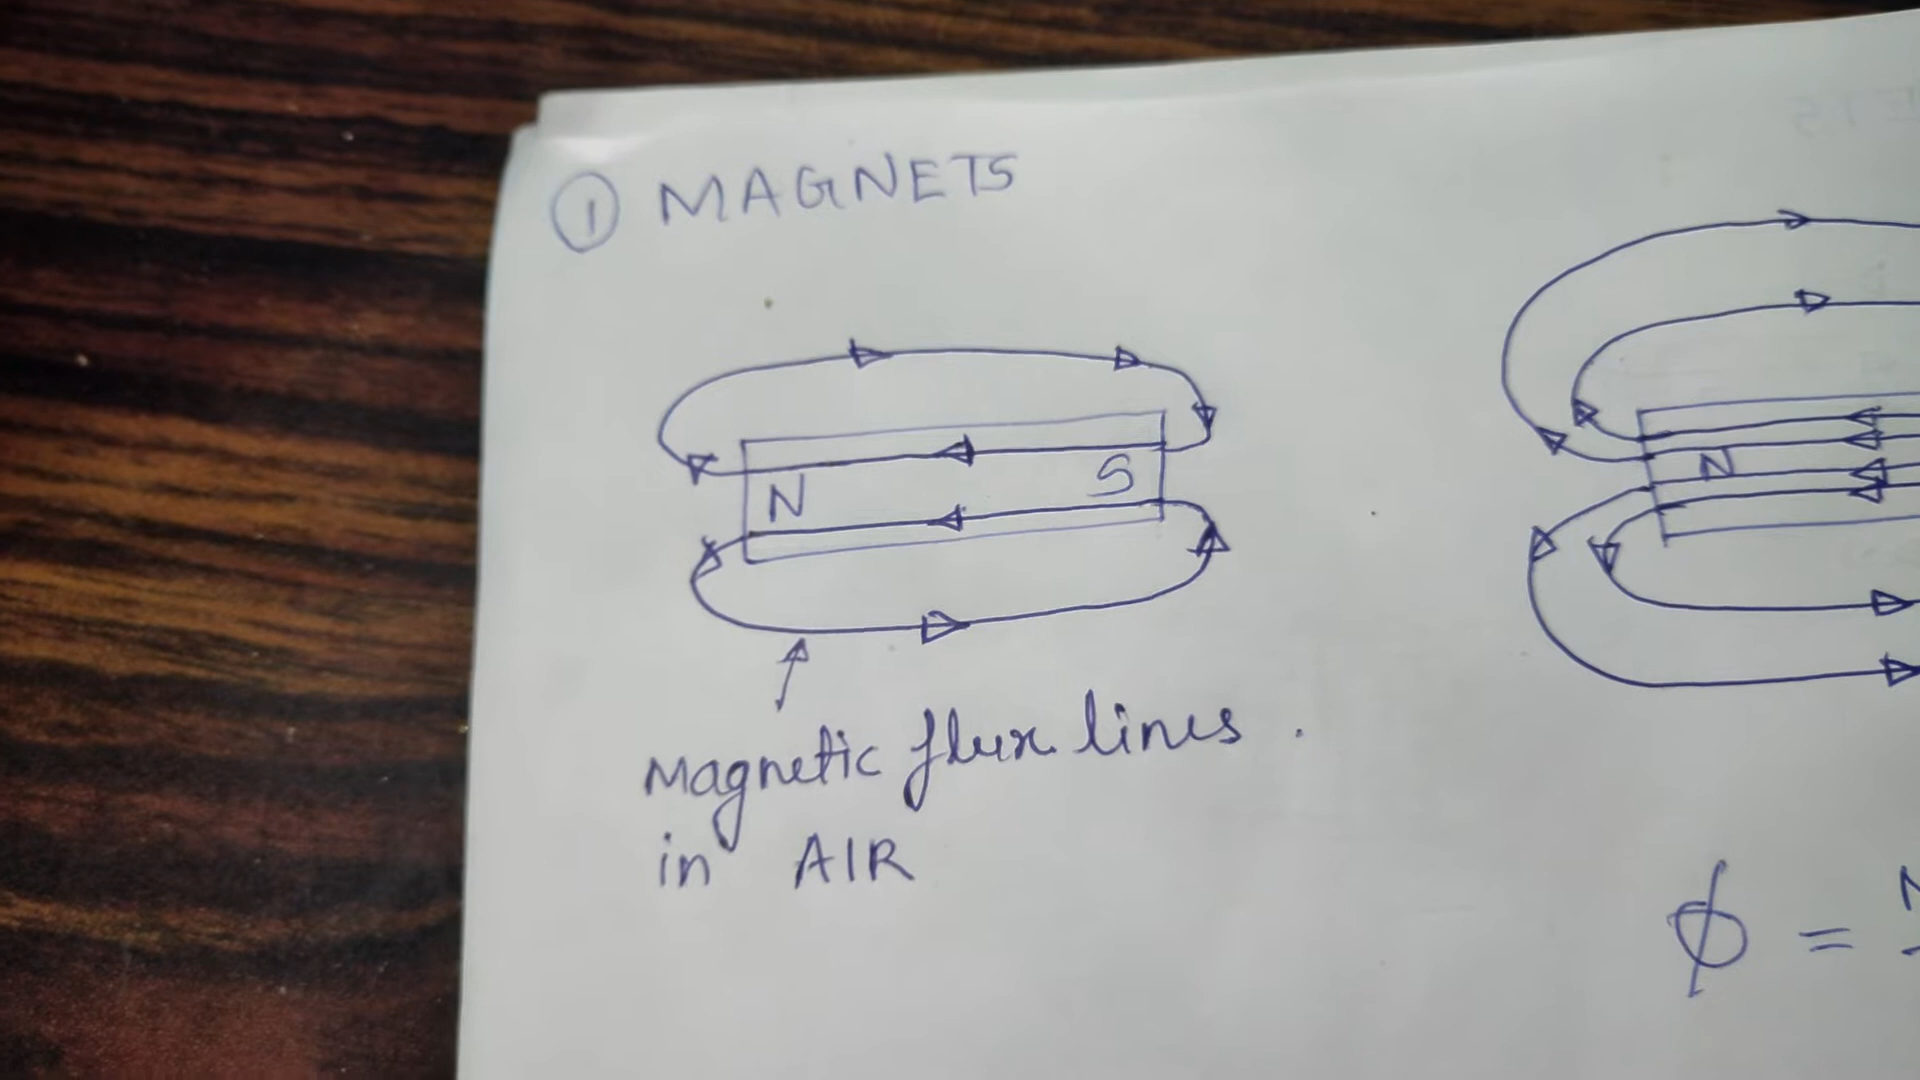 ① MAGNETS
N S
N
Magnetic flux lines.
in AIR
ϕ =